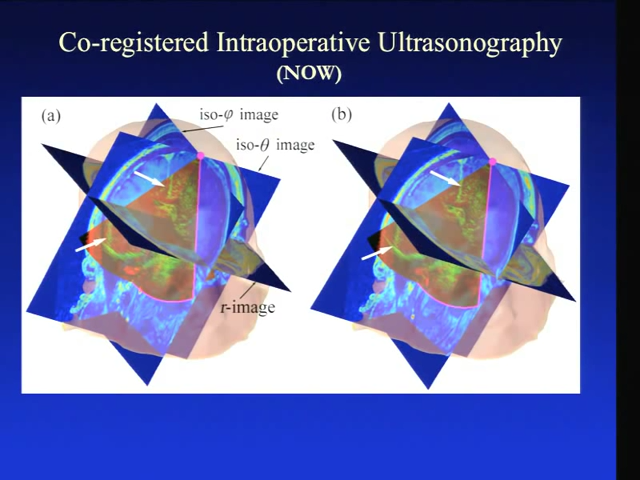 Co-registered Intraoperative Ultrasonography
(NOW)
(a)
iso-φ image
iso-θ image
r-image
(b)